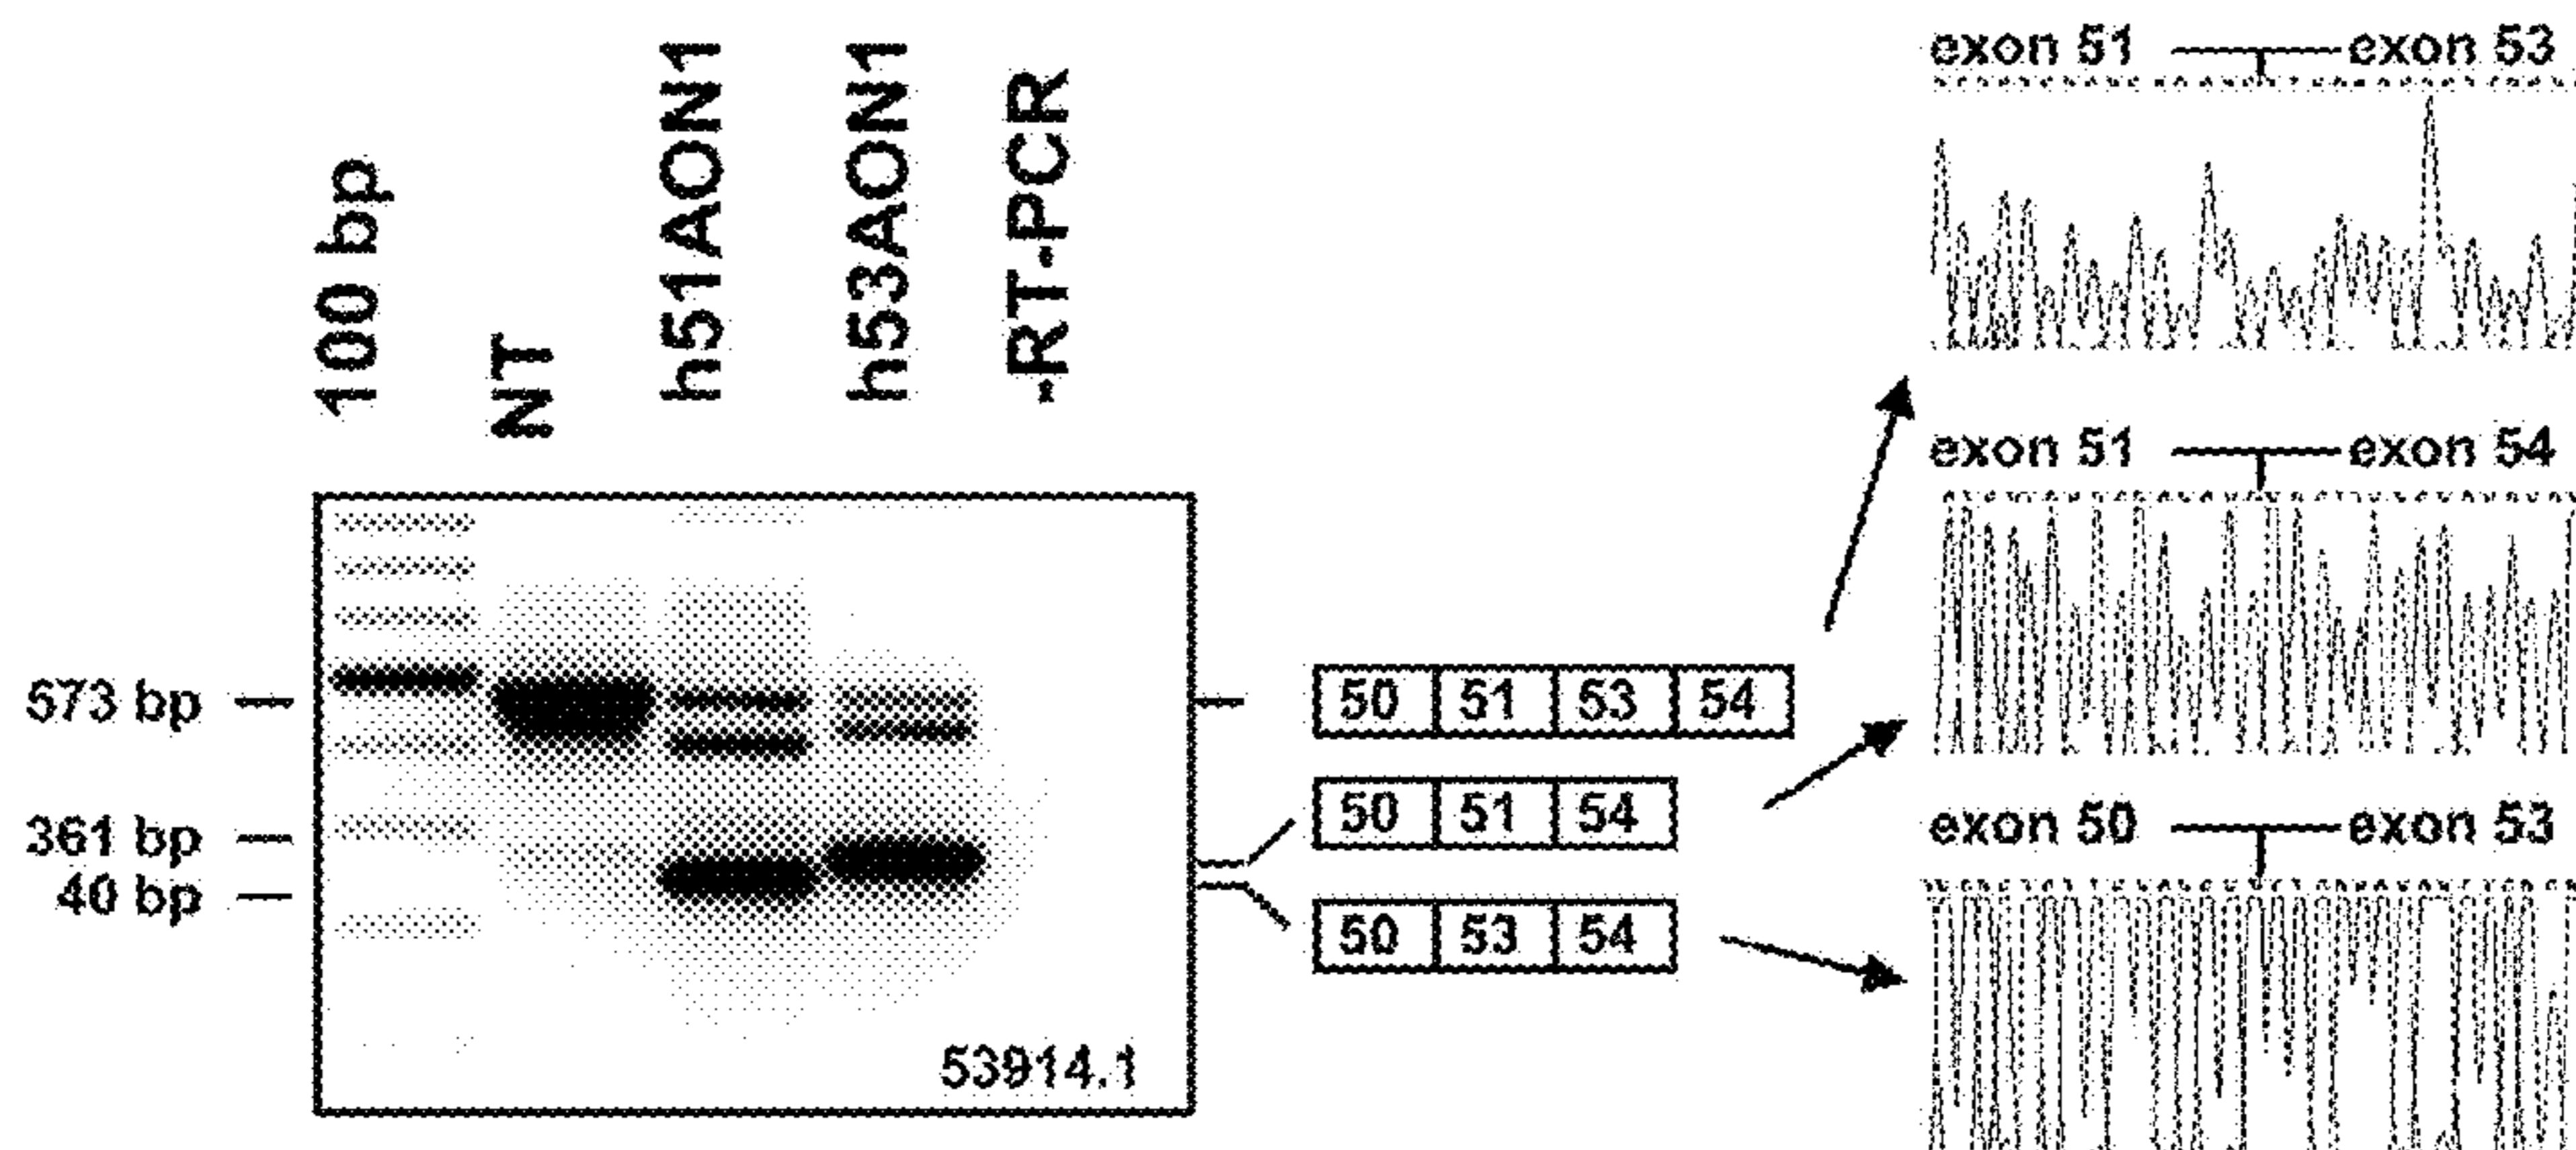 100 bp
NT
h51AON1
h53AON1
-RT-PCR
573 bp
361 bp
40 bp
53914.1
50 51 53 54
50 51 54
50 53 54
exon 51 exon 53
exon 51 exon 54
exon 50 exon 53